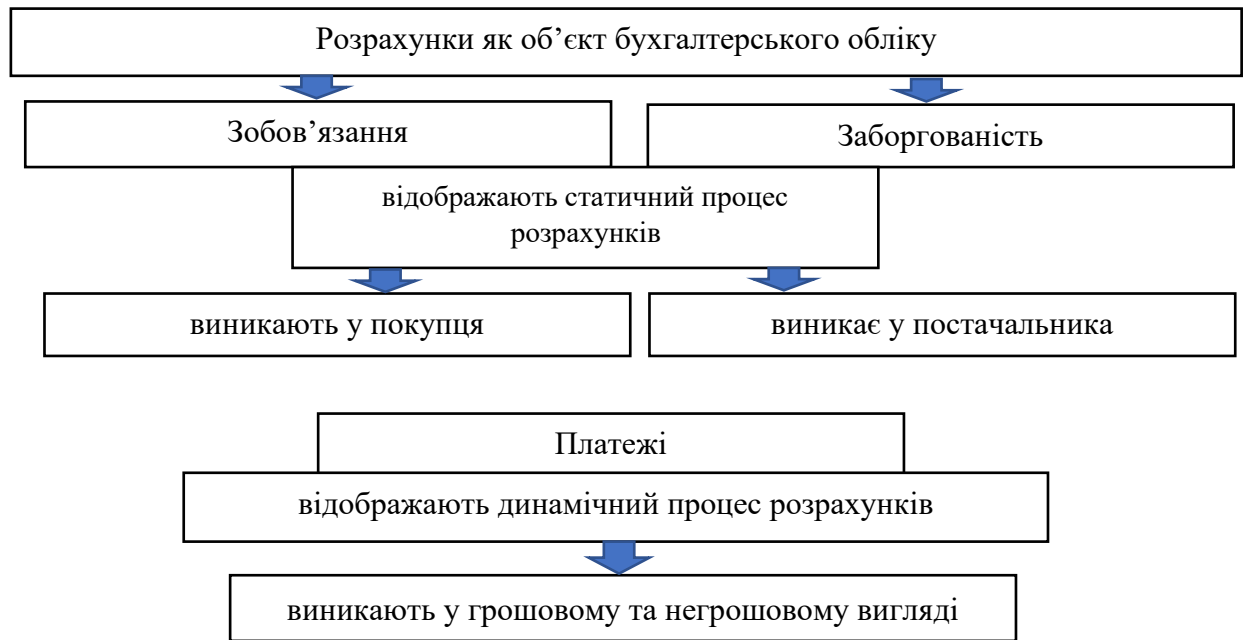 Розрахунки як об’єкт бухгалтерського обліку
Зобов’язання
Заборгованість
відображають статичний процес
розрахунків
виникають у покупця
виникає у постачальника
Платежі
відображають динамічний процес розрахунків
виникають у грошовому та негрошовому вигляді